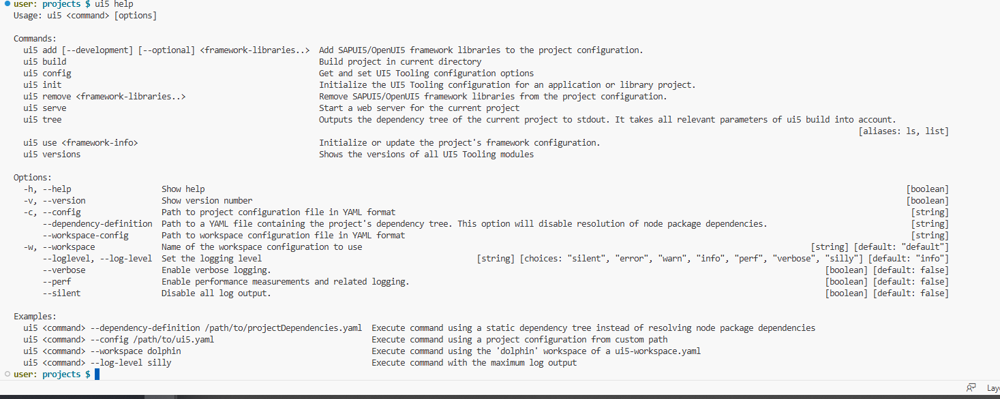 user: projects $ ui5 help
Usage: ui5 <command> [options]
Commands:
ui5 add [--development] [--optional] <framework-libraries..>  Add SAPUI5/OpenUI5 framework libraries to the project configuration.
ui5 build  Build project in current directory
ui5 config  Get and set UI5 Tooling configuration options
ui5 init  Initialize the UI5 Tooling configuration for an application or library project.
ui5 remove <framework-libraries..>  Remove SAPUI5/OpenUI5 framework libraries from the project configuration.
ui5 serve  Start a web server for the current project
ui5 tree  Outputs the dependency tree of the current project to stdout. It takes all relevant parameters of ui5 build into account.
[aliases: ls, list]
ui5 use <framework-info>  Initialize or update the project's framework configuration.
ui5 versions  Shows the versions of all UI5 Tooling modules
Options:
-h, --help  Show help  [boolean]
-v, --version  Show version number  [boolean]
-c, --config  Path to project configuration file in YAML format  [string]
--dependency-definition  Path to a YAML file containing the project's dependency tree. This option will disable resolution of node package dependencies.  [string]
--workspace-config  Path to workspace configuration file in YAML format  [string]
-w, --workspace  Name of the workspace configuration to use  [string] [default: "default"]
--loglevel, --log-level  Set the logging level  [string] [choices: "silent", "error", "warn", "info", "perf", "verbose", "silly"] [default: "info"]
--verbose  Enable verbose logging.  [boolean] [default: false]
--perf  Enable performance measurements and related logging.  [boolean] [default: false]
--silent  Disable all log output.  [boolean] [default: false]
Examples:
ui5 <command> --dependency-definition /path/to/projectDependencies.yaml  Execute command using a static dependency tree instead of resolving node package dependencies
ui5 <command> --config /path/to/ui5.yaml  Execute command using a project configuration from custom path
ui5 <command> --workspace dolphin  Execute command using the 'dolphin' workspace of a ui5-workspace.yaml
ui5 <command> --log-level silly  Execute command with the maximum log output
user: projects $